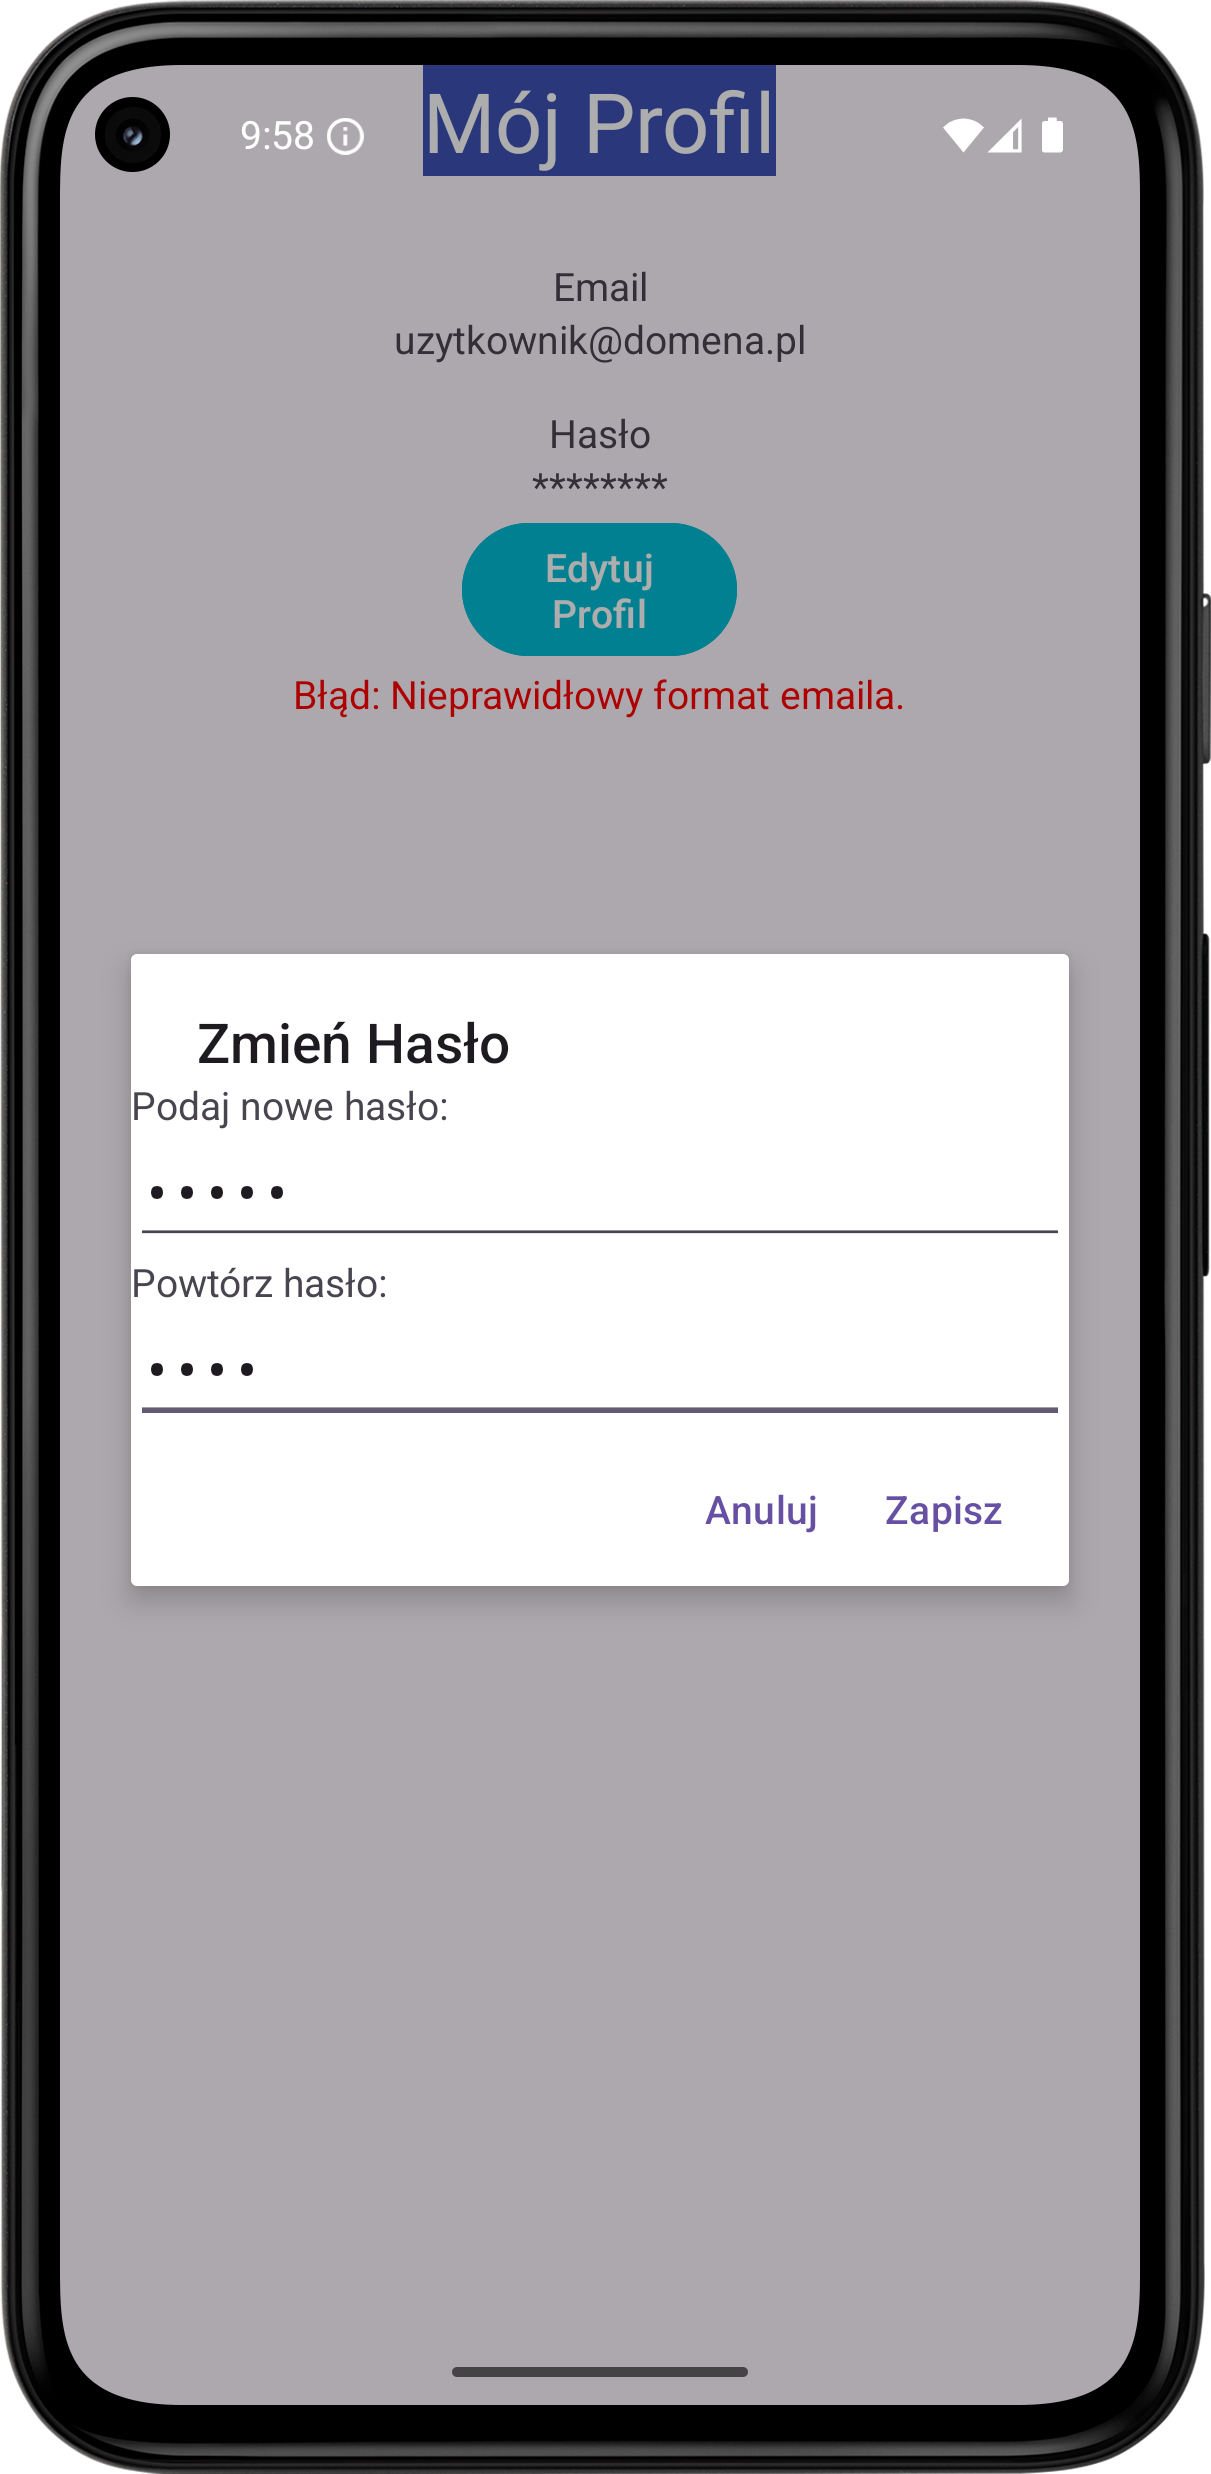 9:58
Mój Profil
Email
uzytkownik@domena.pl
Hasło
********
Edytuj
Profil
Błąd: Nieprawidłowy format emaila.
Zmień Hasło
Podaj nowe hasło:
•••••
Powtórz hasło:
••••
Anuluj Zapisz